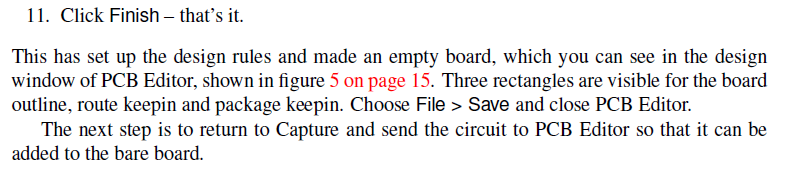 11. Click Finish – that's it.
This has set up the design rules and made an empty board, which you can see in the design
window of PCB Editor, shown in figure 5 on page 15. Three rectangles are visible for the board
outline, route keepin and package keepin. Choose File > Save and close PCB Editor.
The next step is to return to Capture and send the circuit to PCB Editor so that it can be
added to the bare board.